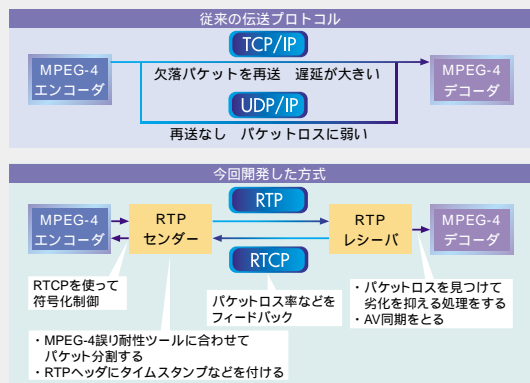 従来の伝送プロトコル
TCP/IP
MPEG-4
エンコーダ
欠落パケットを再送 遅延が大きい
MPEG-4
デコーダ
UDP/IP
再送なし パケットロスに弱い
今回開発した方式
RTP
MPEG-4
エンコーダ
RTP
センダー
RTP
レシーバ
MPEG-4
デコーダ
RTCP
RTCPを使って
符号化制御
パケットロス率などを
フィードバック
・パケットロスを見つけて
劣化を抑える処理をする
・AV同期をとる
・MPEG-4誤り耐性ツールに合わせて
パケット分割する
・RTPヘッダにタイムスタンプなどを付ける